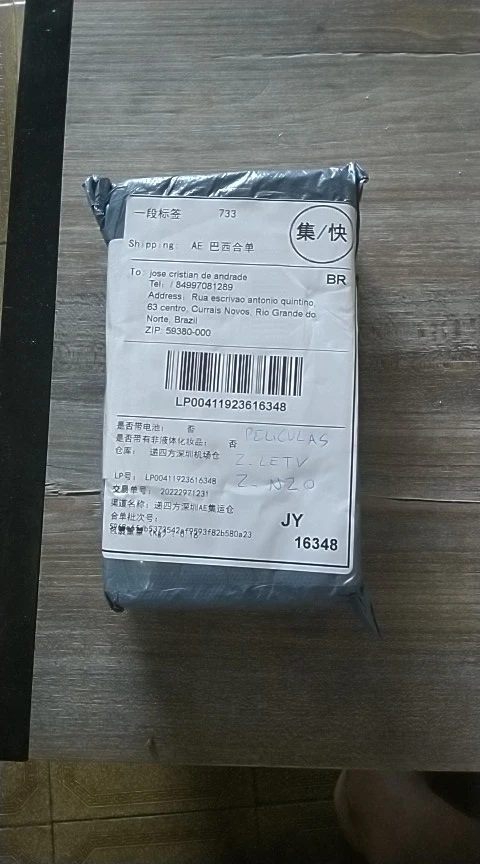 一段标签 733
集/快
Shipping: AE 巴西合单
To: jose cristian de andrade
BR
Tel: / 84997081289
Address: Rua escrivao antonio quintino,
63 centro, Currais Novos, Rio Grande do
Norte, Brazil
ZIP: 59380-000
LP00411923616348
是否带电池: 否
是否带有非液体化妆品: 否
仓库: 递四方深圳机场仓
PELICULAS
2. LETV
2. N20
LP号: LP00411923616348
交易单号: 20222971231
渠道名称: 递四方深圳AE集运仓
合单批次号:
JY
16348